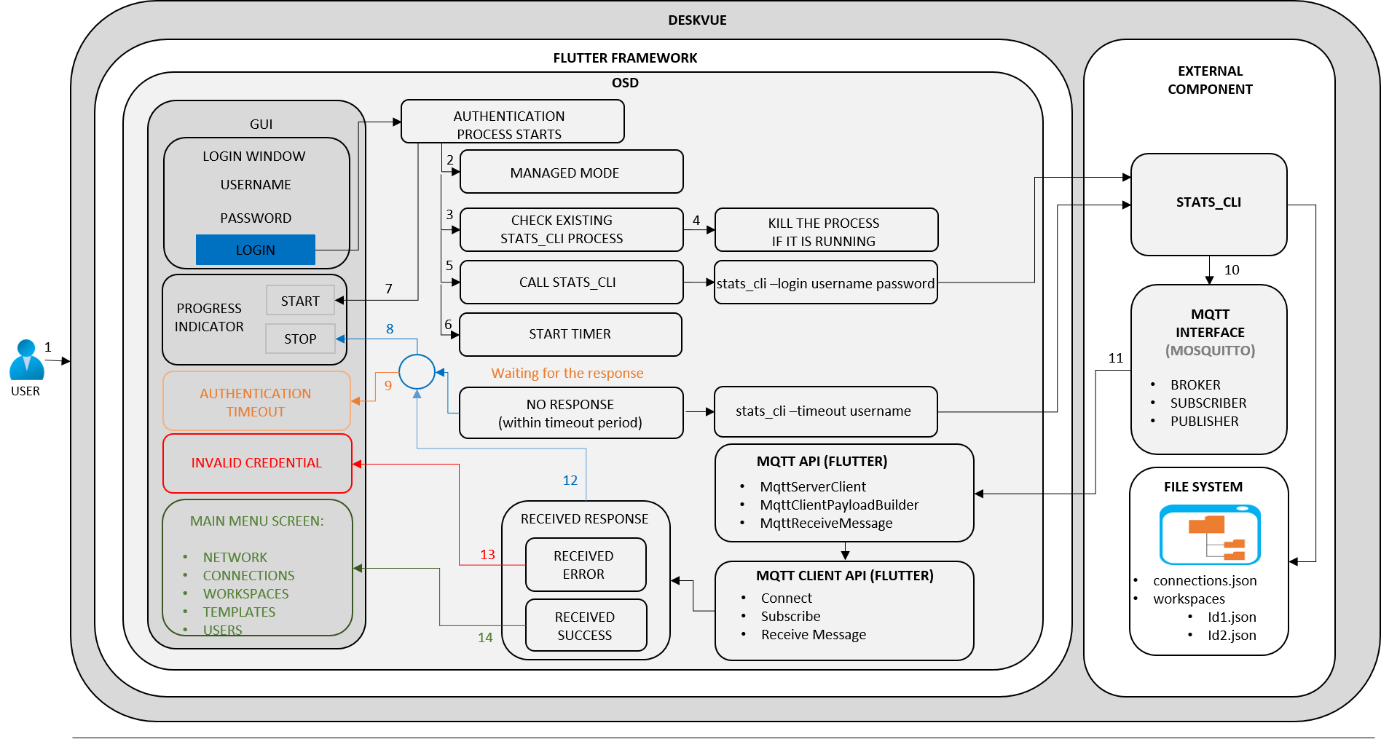 DESKVUE
FLUTTER FRAMEWORK
OSD
GUI
LOGIN WINDOW
USERNAME
PASSWORD
LOGIN
PROGRESS
INDICATOR
START
STOP
AUTHENTICATION
TIMEOUT
INVALID CREDENTIAL
MAIN MENU SCREEN:
• NETWORK
• CONNECTIONS
• WORKSPACES
• TEMPLATES
• USERS
1
USER
AUTHENTICATION
PROCESS STARTS
2
MANAGED MODE
3
CHECK EXISTING
STATS_CLI PROCESS
4
KILL THE PROCESS
IF IT IS RUNNING
5
CALL STATS_CLI
stats_cli –login username password
6
START TIMER
7
8
9
Waiting for the response
NO RESPONSE
(within timeout period)
stats_cli –timeout username
MQTT API (FLUTTER)
• MqttServerClient
• MqttClientPayloadBuilder
• MqttReceiveMessage
MQTT CLIENT API (FLUTTER)
• Connect
• Subscribe
• Receive Message
12
RECEIVED RESPONSE
13
RECEIVED
ERROR
14
RECEIVED
SUCCESS
EXTERNAL
COMPONENT
STATS_CLI
10
11
MQTT
INTERFACE
(MOSQUITTO)
• BROKER
• SUBSCRIBER
• PUBLISHER
FILE SYSTEM
• connections.json
• workspaces
• Id1.json
• Id2.json